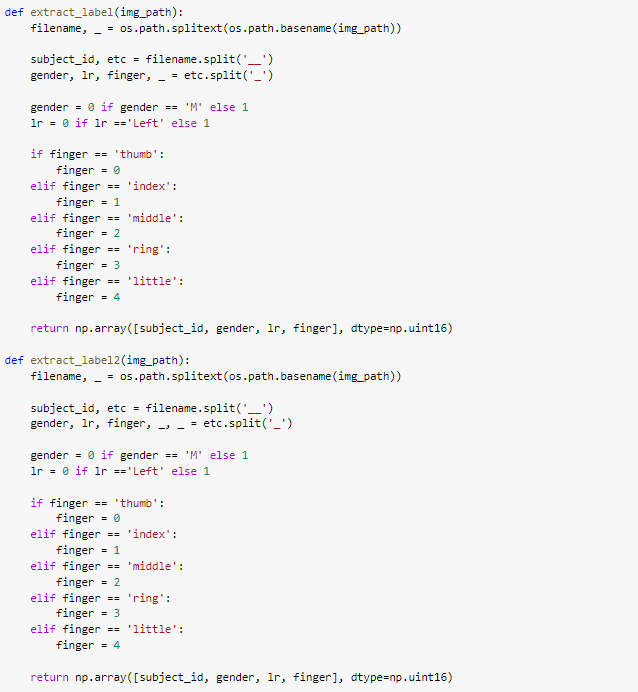 def extract_label(img_path):
    filename, _ = os.path.splitext(os.path.basename(img_path))

    subject_id, etc = filename.split('__')
    gender, lr, finger, _ = etc.split('_')

    gender = 0 if gender == 'M' else 1
    lr = 0 if lr =='Left' else 1

    if finger == 'thumb':
        finger = 0
    elif finger == 'index':
        finger = 1
    elif finger == 'middle':
        finger = 2
    elif finger == 'ring':
        finger = 3
    elif finger == 'little':
        finger = 4

    return np.array([subject_id, gender, lr, finger], dtype=np.uint16)

def extract_label2(img_path):
    filename, _ = os.path.splitext(os.path.basename(img_path))

    subject_id, etc = filename.split('__')
    gender, lr, finger, _, _ = etc.split('_')

    gender = 0 if gender == 'M' else 1
    lr = 0 if lr =='Left' else 1

    if finger == 'thumb':
        finger = 0
    elif finger == 'index':
        finger = 1
    elif finger == 'middle':
        finger = 2
    elif finger == 'ring':
        finger = 3
    elif finger == 'little':
        finger = 4

    return np.array([subject_id, gender, lr, finger], dtype=np.uint16)